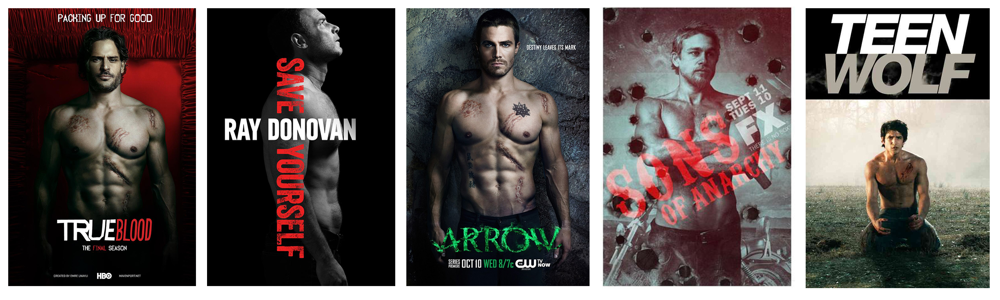 PACKING UP FOR GOOD
TRUEBLOOD
THE FINAL SEASON
CREATED BY EMRE UNAYLI HBO MAVENPORT.NET
SAVE YOURSELF
RAY DONOVAN
DESTINY LEAVES ITS MARK
ARROW
SERIES PREMIERE OCT 10 WED 8/7c THE CW TV NOW
SEPT 11
TUES 10
FX
THERE IS NO BOX
SONS
OF ANARCHY
TEEN
WOLF